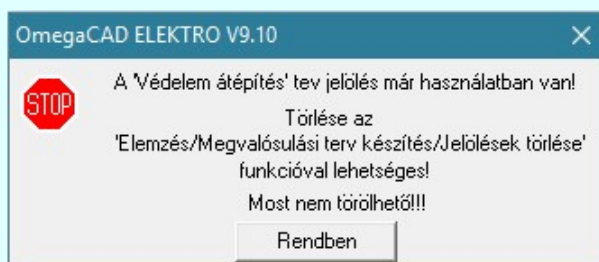 OmegaCAD ELEKTRO V9.10
STOP
A 'Védelem átépítés' tev jelölés már használatban van!
Törlése az
'Elemzés/Megvalósulási terv készítés/Jelölések törlése'
funkcióval lehetséges!
Most nem törölhető!!!
Rendben